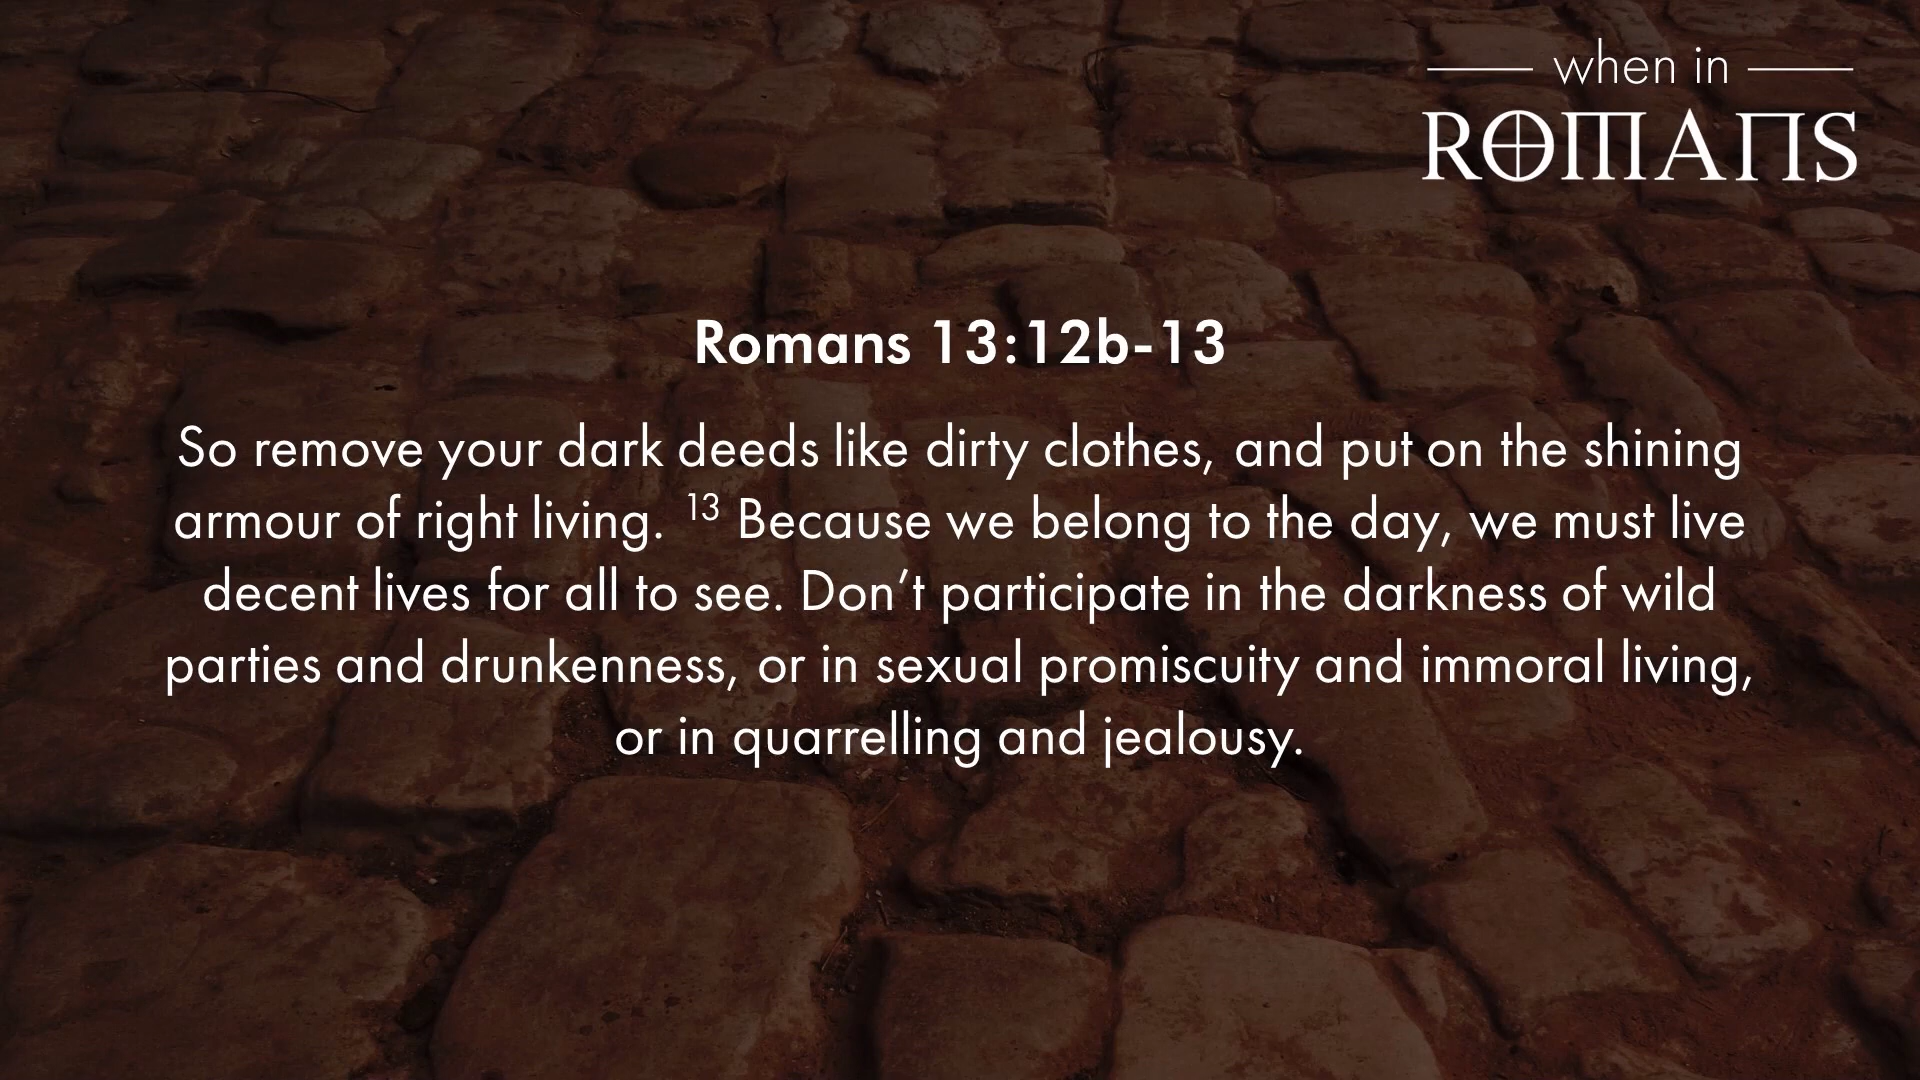 when in
ROMANS
Romans 13:12b-13
So remove your dark deeds like dirty clothes, and put on the shining
armour of right living. 13 Because we belong to the day, we must live
decent lives for all to see. Don’t participate in the darkness of wild
parties and drunkenness, or in sexual promiscuity and immoral living,
or in quarrelling and jealousy.